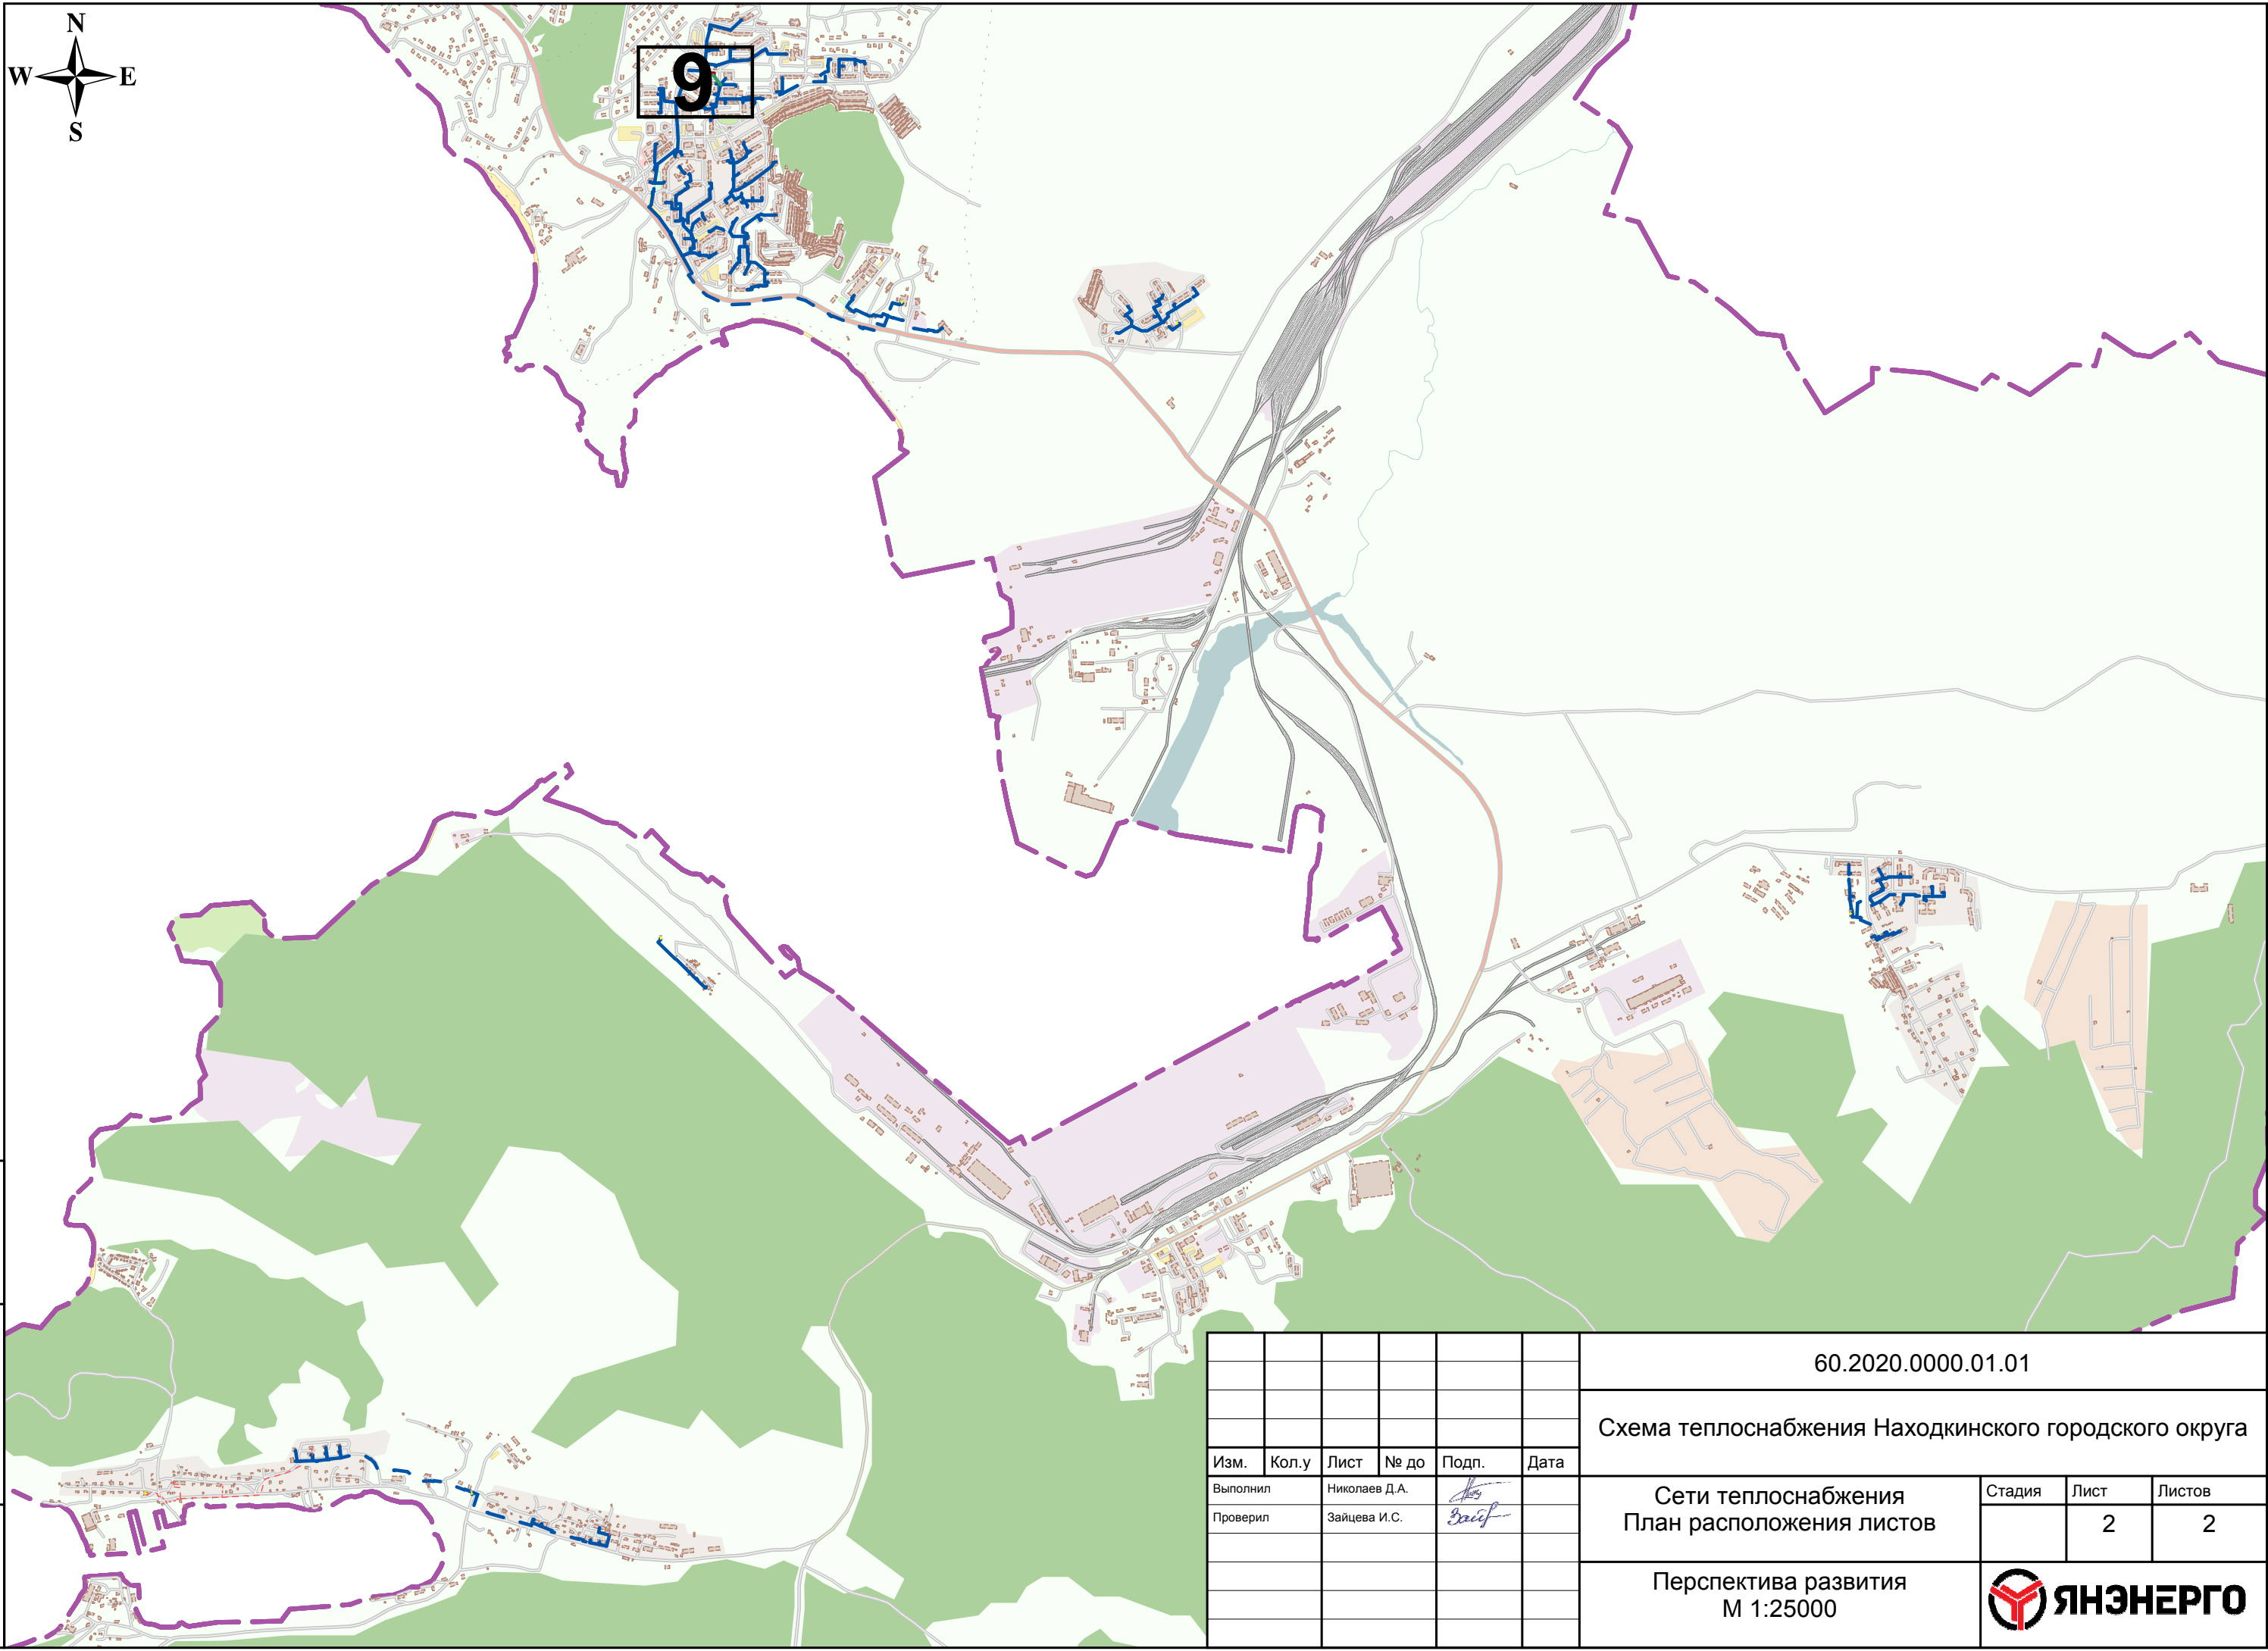 N
W E
S
9
60.2020.0000.01.01
Схема теплоснабжения Находкинского городского округа
Изм. Кол.у Лист № до Подп. Дата
Выполнил Николаев Д.А.
Проверил Зайцева И.С. Зайц
Сети теплоснабжения
План расположения листов
Стадия Лист Листов
2 2
Перспектива развития
М 1:25000
ЯНЭНЕРГО